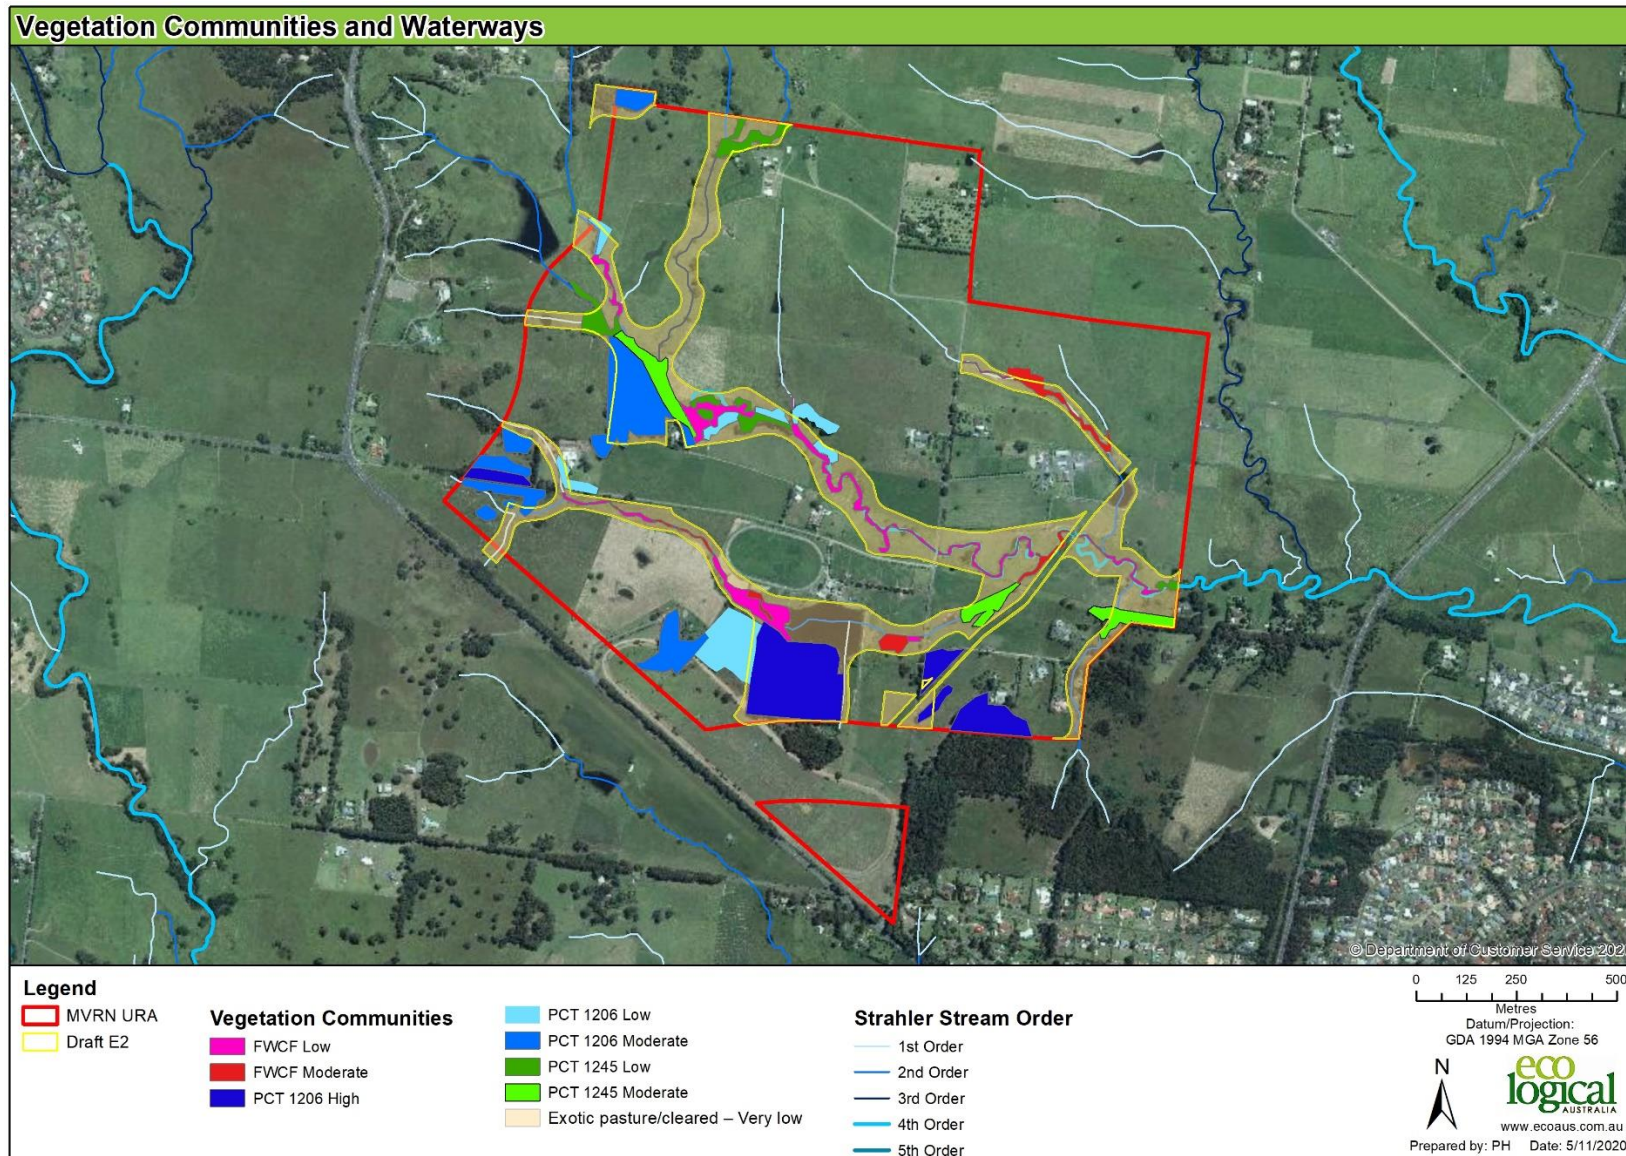 Vegetation Communities and Waterways
© Department of Customer Service 202
Legend
MVRN URA
Draft E2
Vegetation Communities
FWCF Low
FWCF Moderate
PCT 1206 High
PCT 1206 Low
PCT 1206 Moderate
PCT 1245 Low
PCT 1245 Moderate
Exotic pasture/cleared – Very low
Strahler Stream Order
1st Order
2nd Order
3rd Order
4th Order
5th Order
0 125 250 500
Metres
Datum/Projection:
GDA 1994 MGA Zone 56
N
eco
logical
AUSTRALIA
www.ecoaus.com.au
Prepared by: PH Date: 5/11/2020